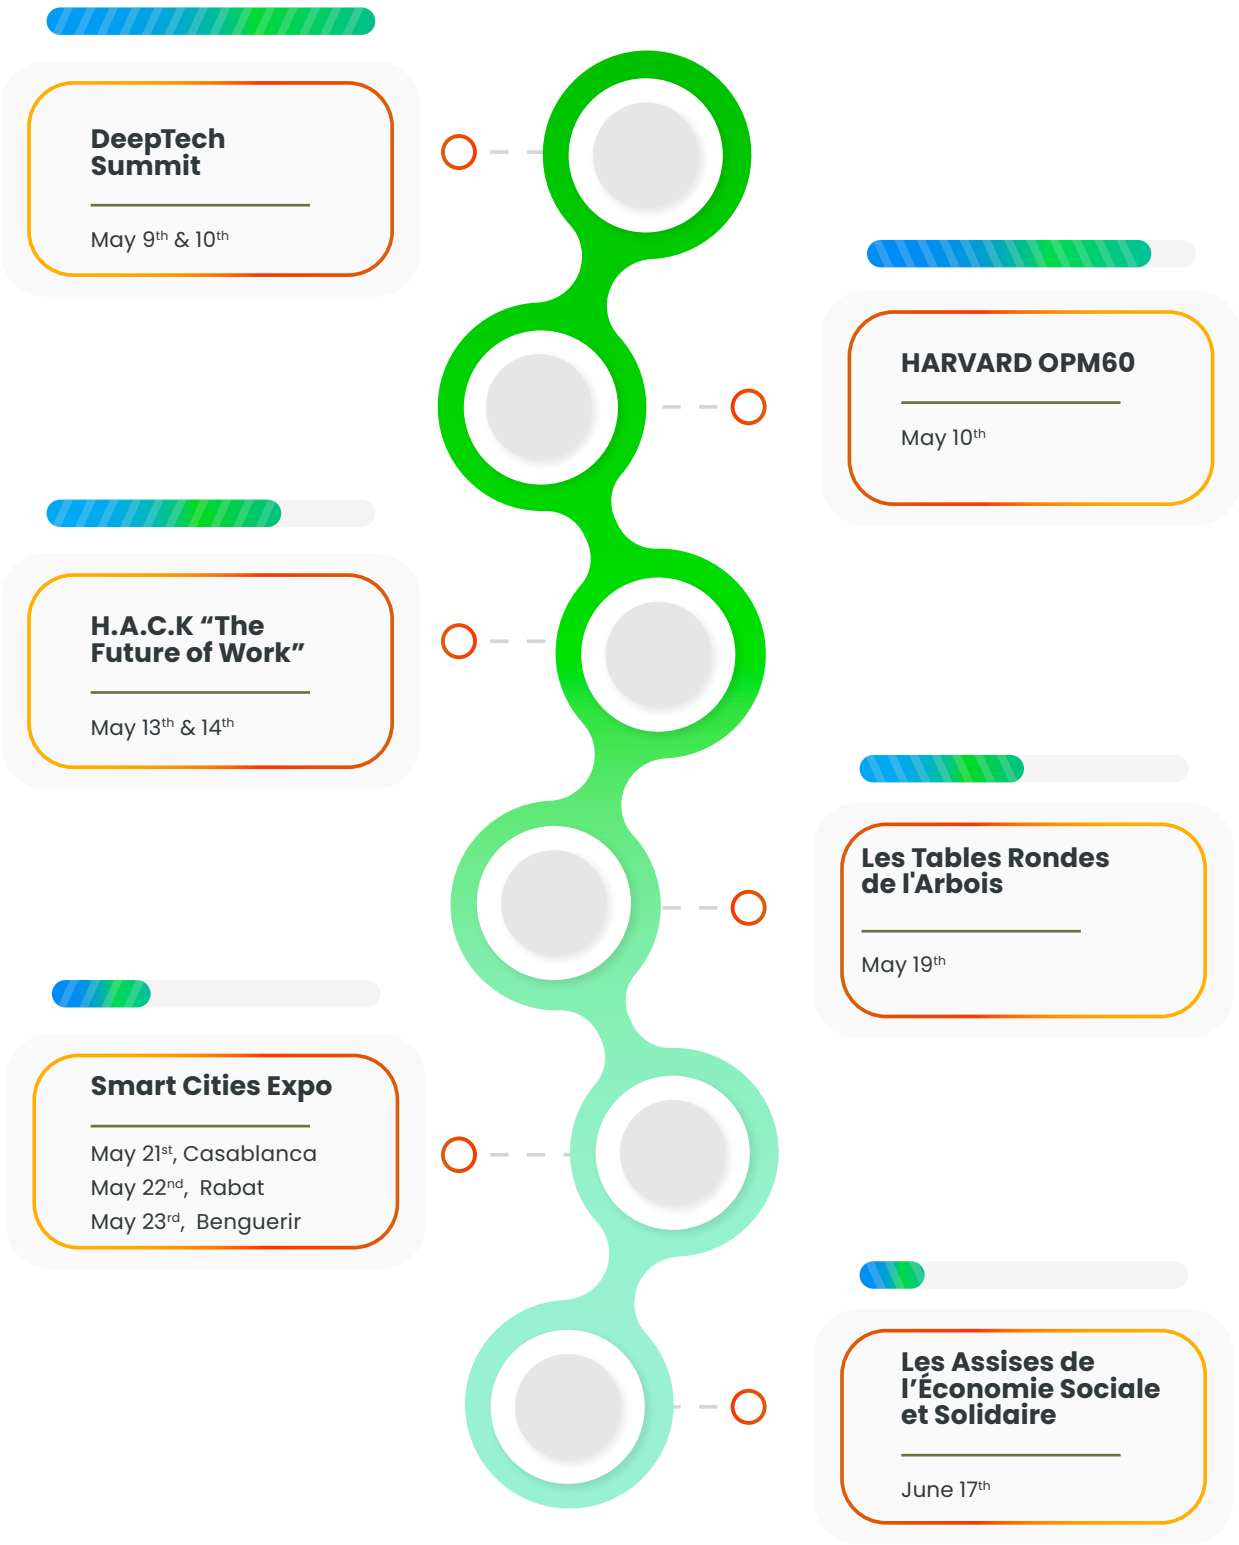 DeepTech
Summit
May 9th & 10th
HARVARD OPM60
May 10th
H.A.C.K “The
Future of Work”
May 13th & 14th
Les Tables Rondes
de l'Arbois
May 19th
Smart Cities Expo
May 21st, Casablanca
May 22nd,  Rabat
May 23rd,  Benguerir
Les Assises de
l’Économie Sociale
et Solidaire
June 17th